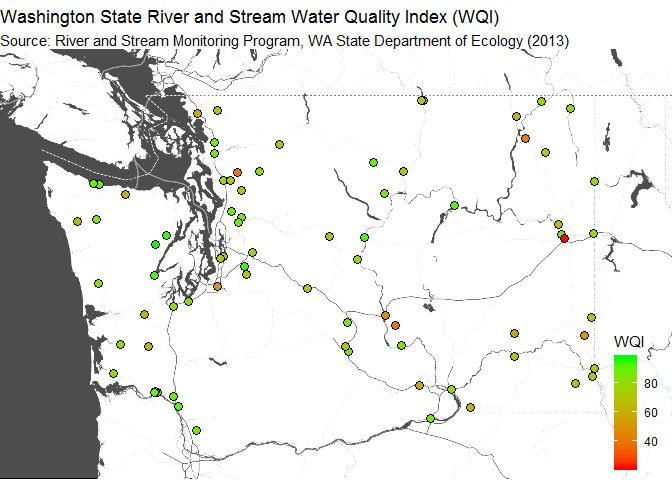 Washington State River and Stream Water Quality Index (WQI)
Source: River and Stream Monitoring Program, WA State Department of Ecology (2013)
WQI
80
60
40